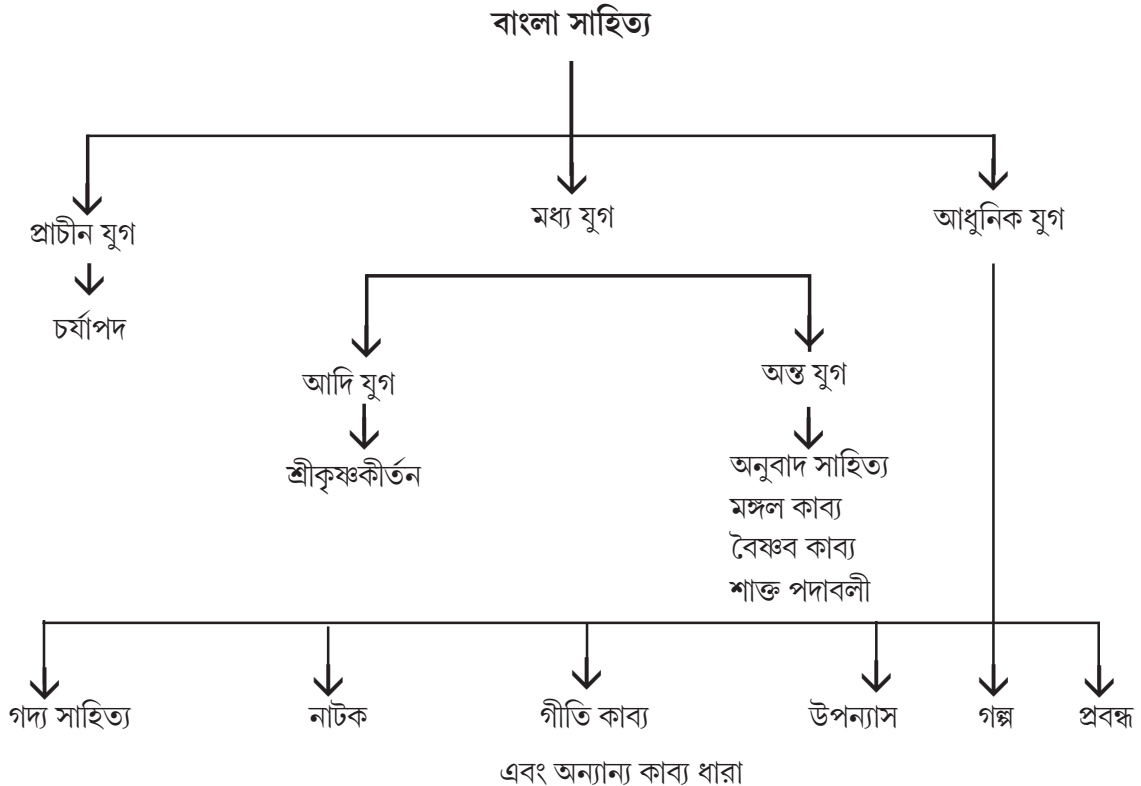 বাংলা সাহিত্য
প্রাচীন যুগ
মধ্য যুগ
আধুনিক যুগ
চর্যাপদ
আদি যুগ
অন্ত যুগ
শ্রীকৃষ্ণকীর্তন
অনুবাদ সাহিত্য
মঙ্গল কাব্য
বৈষ্ণব কাব্য
শাক্ত পদাবলী
গদ্য সাহিত্য
নাটক
গীতি কাব্য
উপন্যাস
গল্প
প্রবন্ধ
এবং অন্যান্য কাব্য ধারা